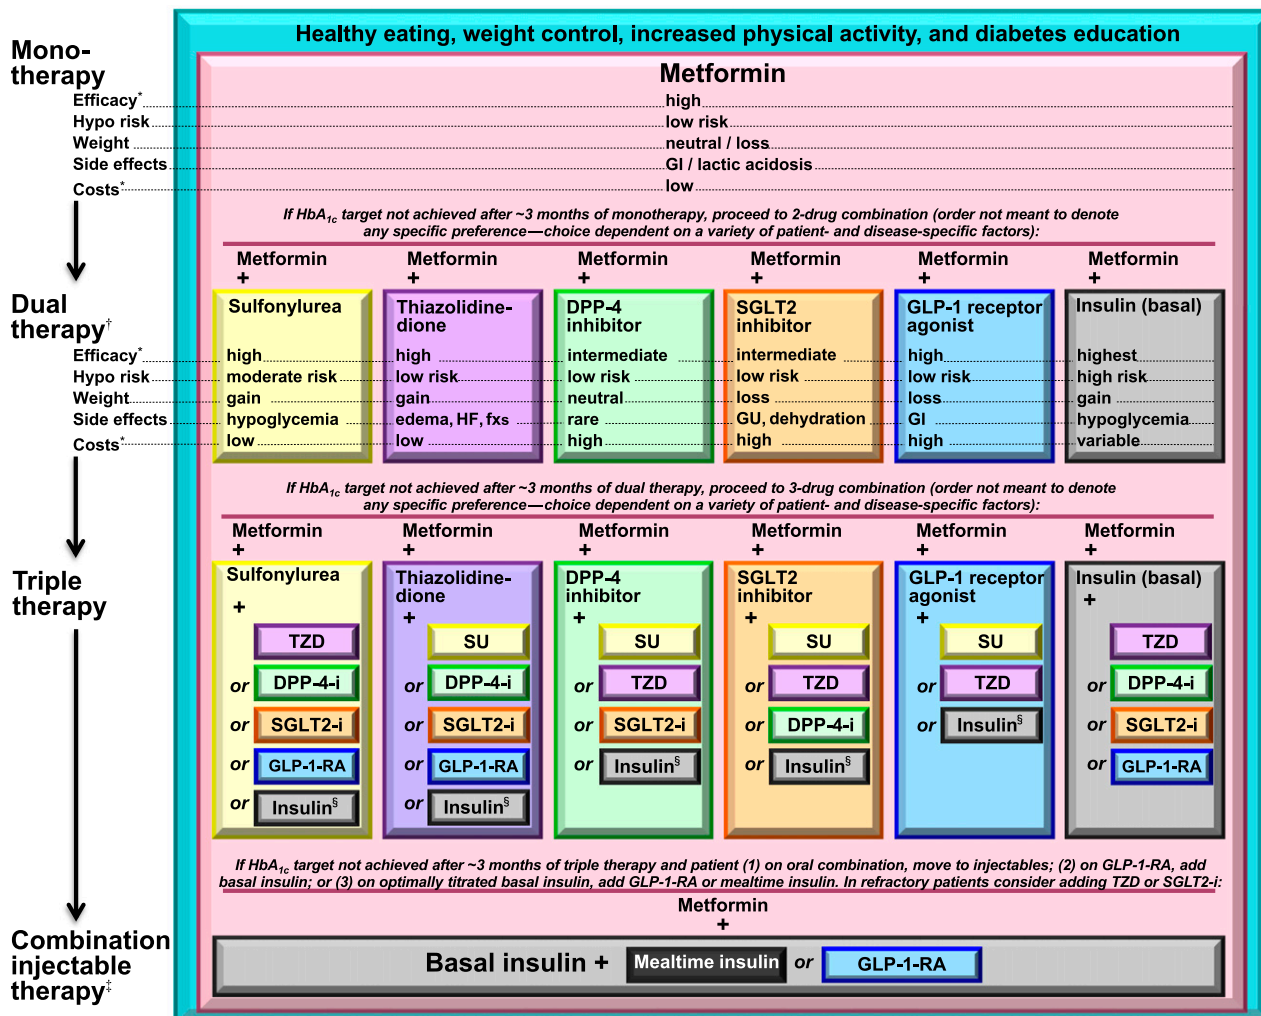 Healthy eating, weight control, increased physical activity, and diabetes education
Mono-
therapy
Metformin
Efficacy* high
Hypo risk low risk
Weight neutral / loss
Side effects GI / lactic acidosis
Costs* low
If HbA1c target not achieved after ~3 months of monotherapy, proceed to 2-drug combination (order not meant to denote
any specific preference—choice dependent on a variety of patient- and disease-specific factors):
Metformin Metformin Metformin Metformin Metformin Metformin
+ + + + + +
Dual
therapy†
Sulfonylurea Thiazolidine- DPP-4 SGLT2 GLP-1 receptor Insulin (basal)
dione inhibitor inhibitor agonist
Efficacy* high high intermediate intermediate high highest
Hypo risk moderate risk low risk low risk low risk low risk high risk
Weight gain gain neutral loss loss gain
Side effects hypoglycemia edema, HF, fxs rare GU, dehydration GI hypoglycemia
Costs* low low high high high variable
If HbA1c target not achieved after ~3 months of dual therapy, proceed to 3-drug combination (order not meant to denote
any specific preference—choice dependent on a variety of patient- and disease-specific factors):
Metformin Metformin Metformin Metformin Metformin Metformin
+ + + + + +
Triple
therapy
Sulfonylurea Thiazolidine- DPP-4 SGLT2 GLP-1 receptor Insulin (basal)
dione inhibitor inhibitor agonist
+ + + + + +
TZD SU SU SU SU TZD
or DPP-4-i or DPP-4-i or TZD or TZD or TZD or DPP-4-i
or SGLT2-i or SGLT2-i or SGLT2-i or DPP-4-i or Insulin§ or SGLT2-i
or GLP-1-RA or GLP-1-RA or Insulin§ or Insulin§ or GLP-1-RA
or Insulin§ or Insulin§
If HbA1c target not achieved after ~3 months of triple therapy and patient (1) on oral combination, move to injectables; (2) on GLP-1-RA, add
basal insulin; or (3) on optimally titrated basal insulin, add GLP-1-RA or mealtime insulin. In refractory patients consider adding TZD or SGLT2-i:
Metformin
+
Combination
injectable
therapy‡
Basal insulin + Mealtime insulin or GLP-1-RA